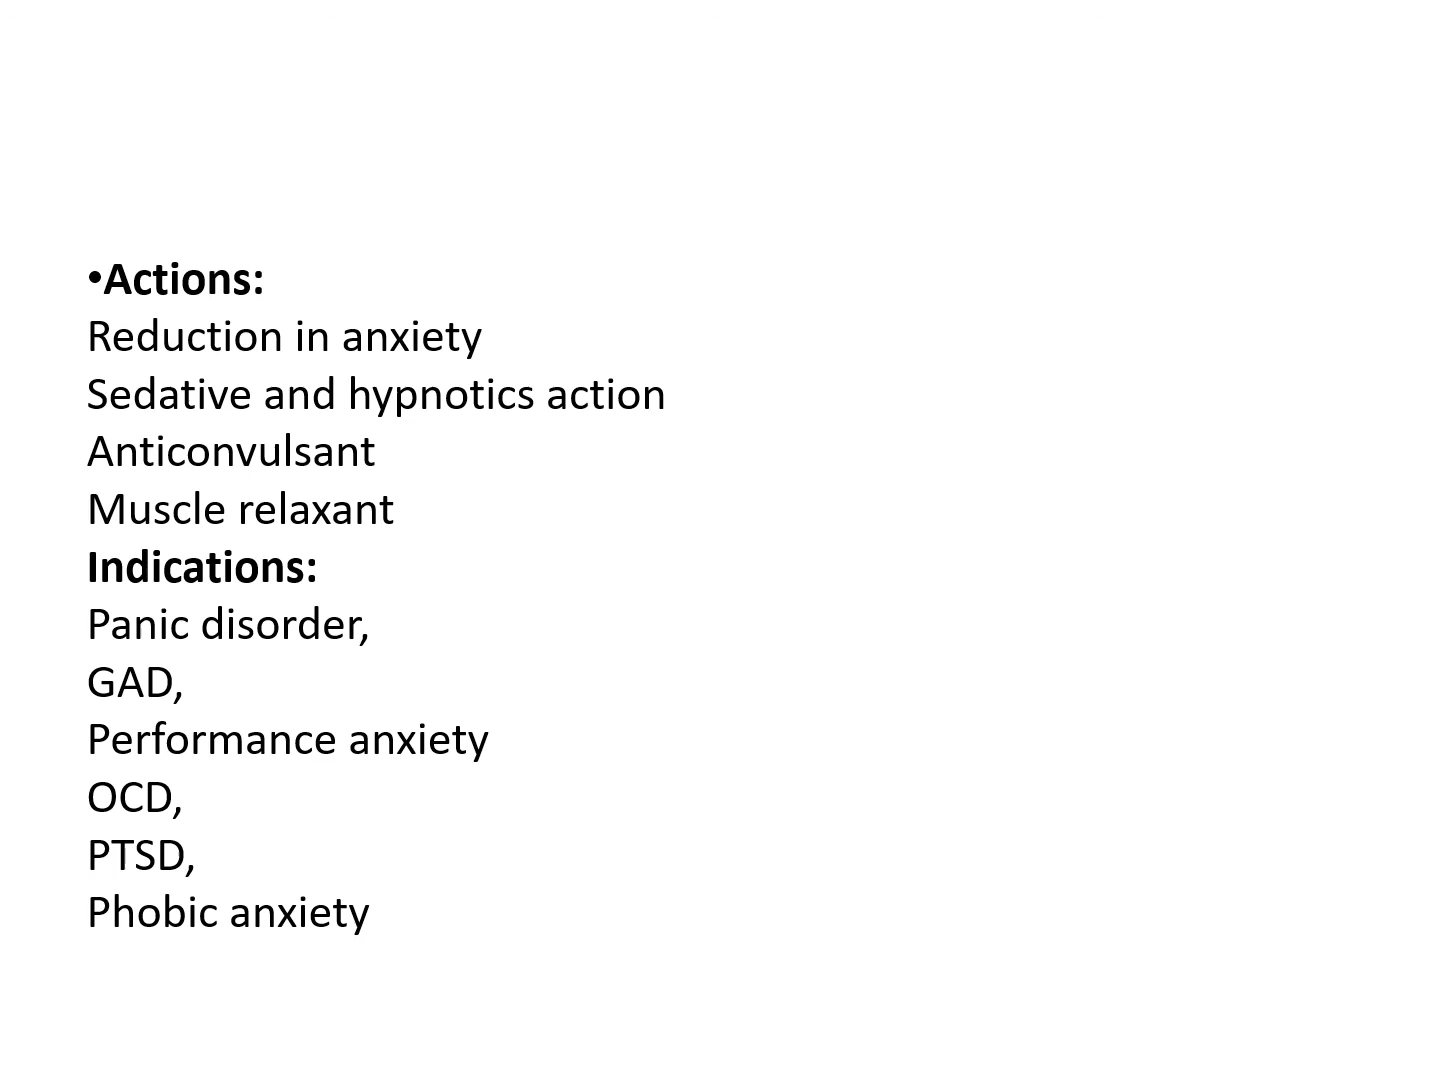 •Actions:
Reduction in anxiety
Sedative and hypnotics action
Anticonvulsant
Muscle relaxant
Indications:
Panic disorder,
GAD,
Performance anxiety
OCD,
PTSD,
Phobic anxiety